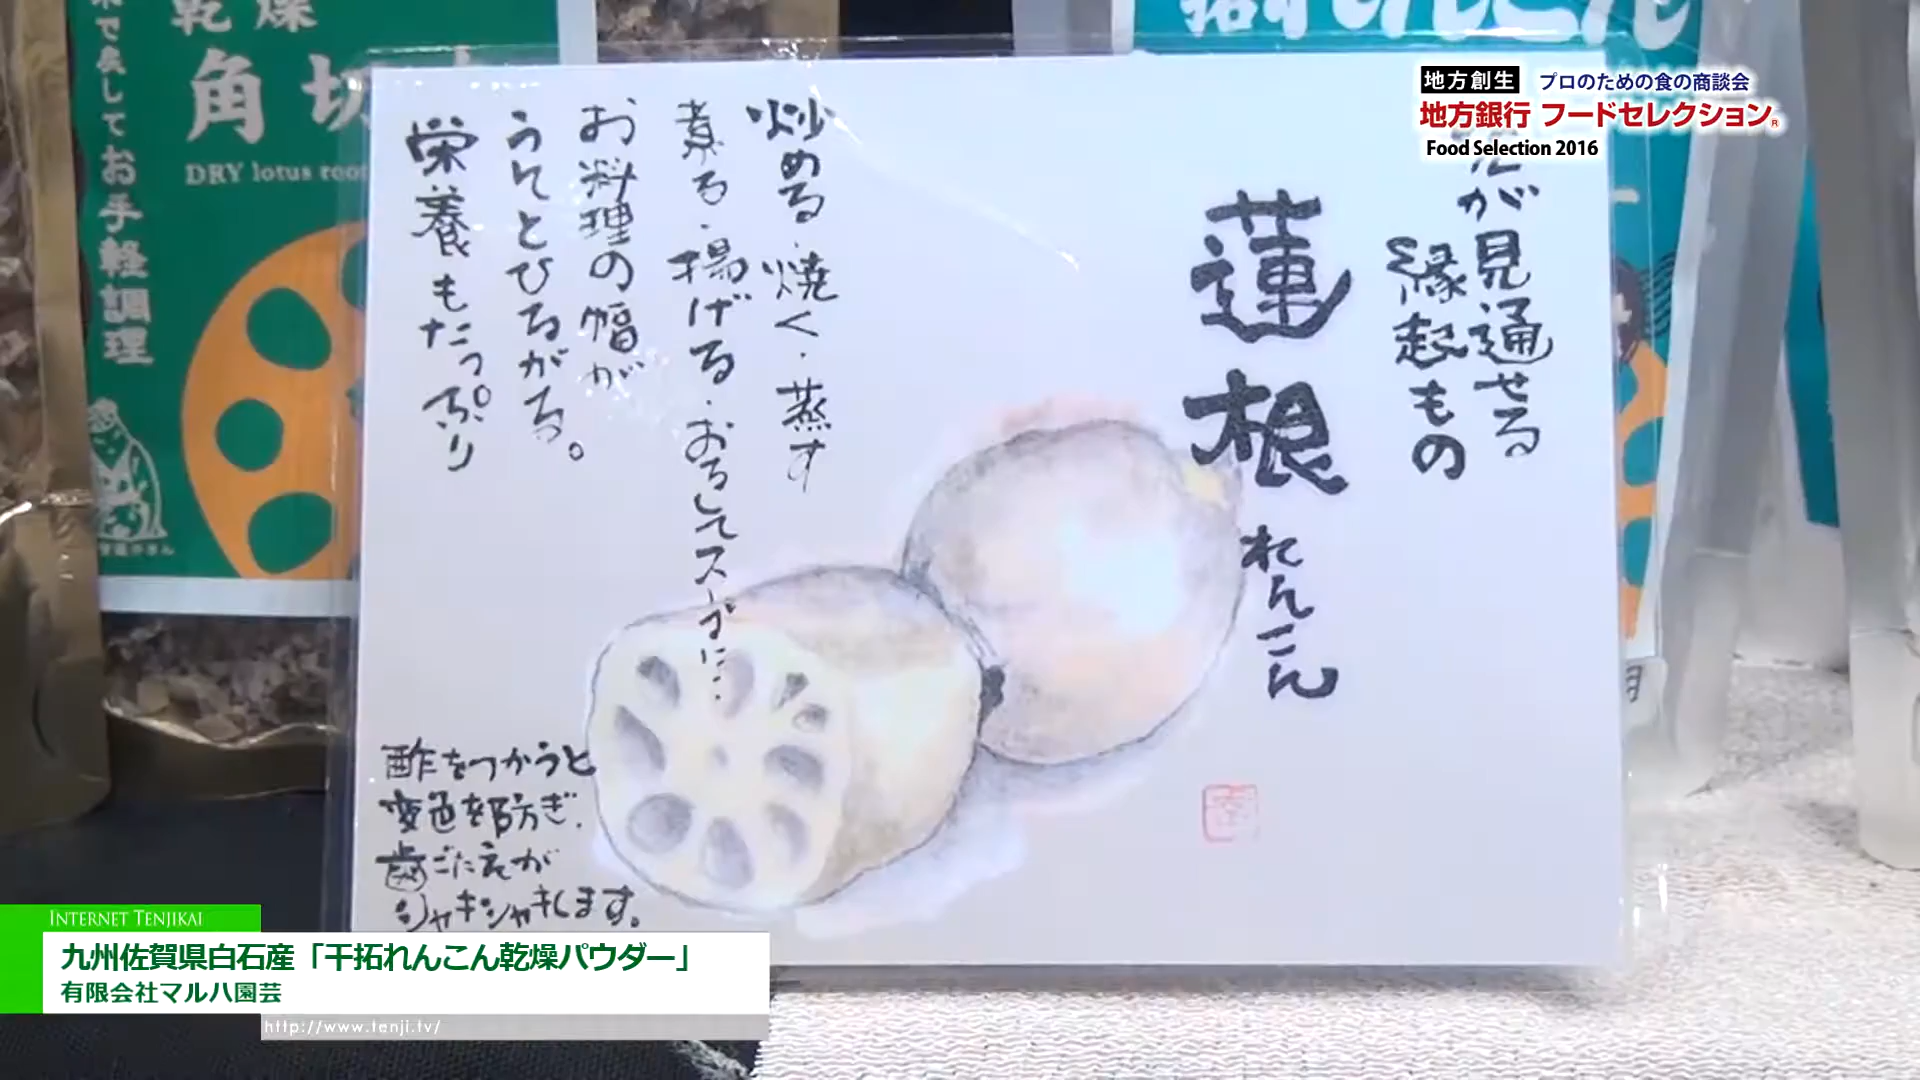 地方創生 プロのための食の商談会
地方銀行 フードセレクション®
Food Selection 2016
が見通せる
縁起もの
蓮根
れんこん
炒める・焼く・蒸す
煮る・揚げる・おろしてスープに…
お料理の幅が
うんとひろがる。
栄養もたっぷり
酢をつかうと
変色を防ぎ、
歯ごたえが
シャキシャキします。
乾燥
角切
DRY lotus root
してお手軽調理
拓れんこん
INTERNET TENJIKAI
九州佐賀県白石産「干拓れんこん乾燥パウダー」
有限会社マルハ園芸
http://www.tenji.tv/